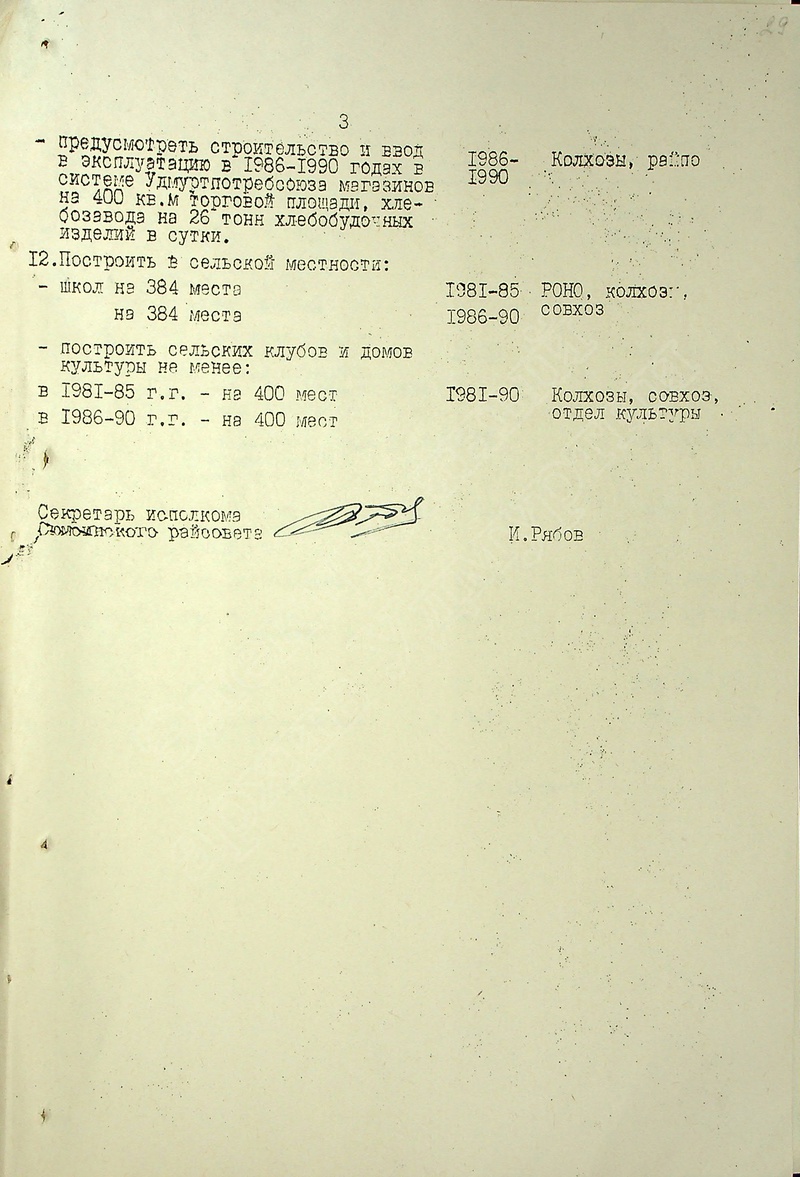 29
3
- предусмотреть строительство и ввод
в эксплуатацию в 1986-1990 годах в
системе Удмуртпотребсоюза магазинов
на 400 кв.м торговой площади, хле-
бозавода на 26 тонн хлебобулочных
изделий в сутки.
1986-
1990
Колхозы, райпо
12.Построить в сельской местности:
- школ на 384 места
на 384 места
1981-85
1986-90
РОНО, колхозы,
совхоз
- построить сельских клубов и домов
культуры не менее:
в 1981-85 г.г. - на 400 мест
в 1986-90 г.г. - на 400 мест
1981-90
Колхозы, совхоз,
отдел культуры
Секретарь исполкома
райсовета
И.Рябов